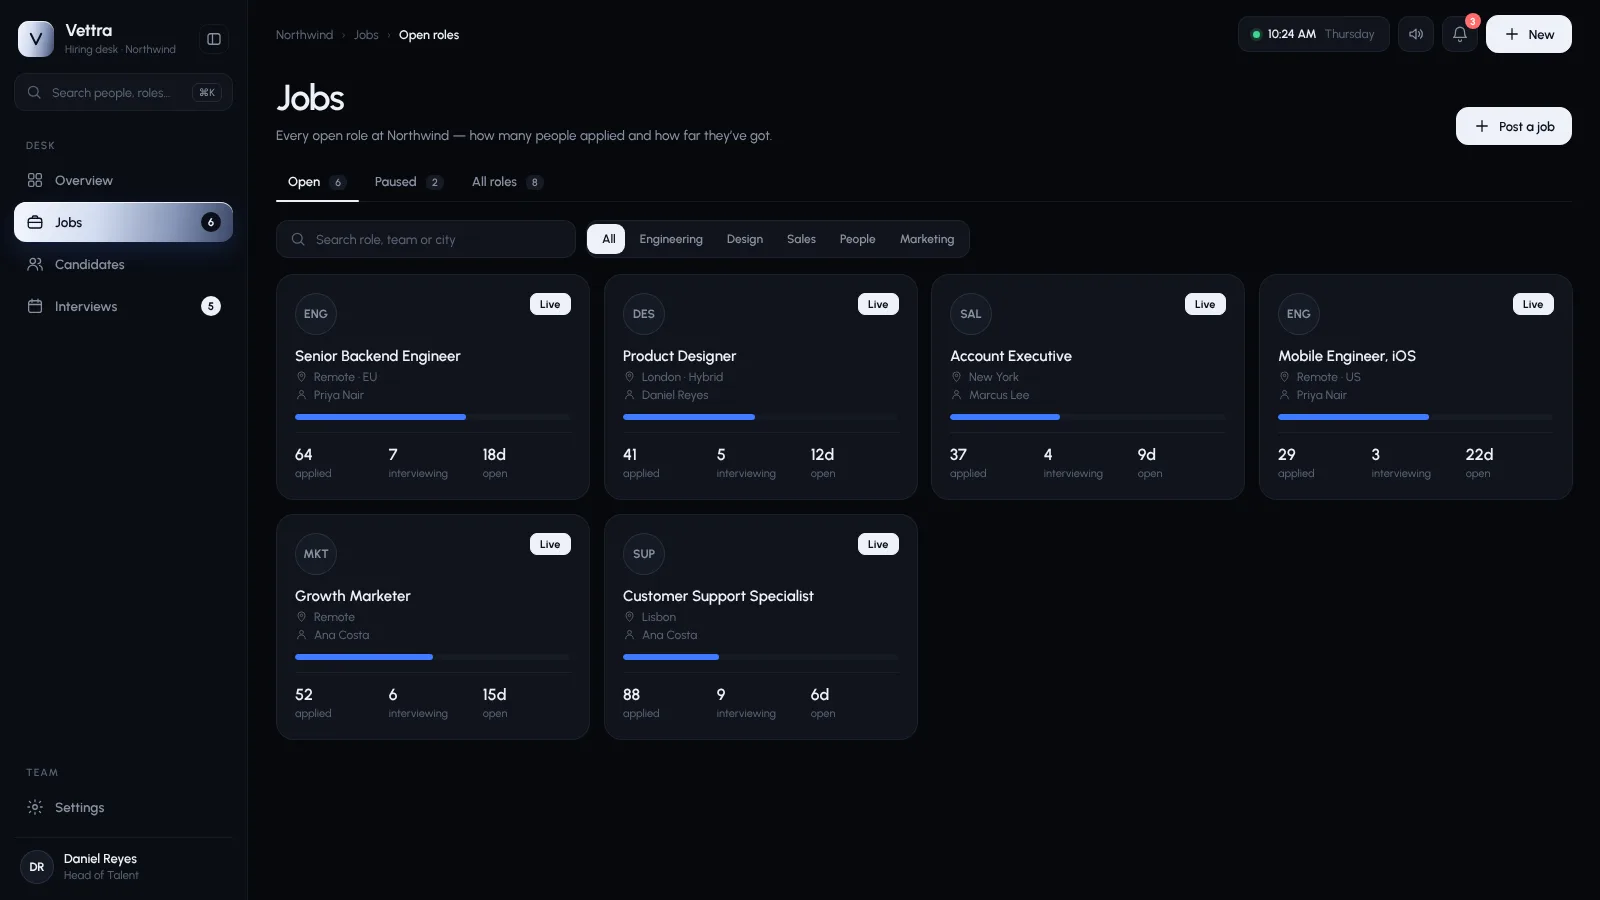 Vettra
Hiring desk · Northwind
Search people, roles...
⌘K
DESK
Overview
Jobs 6
Candidates
Interviews 5
TEAM
Settings
DR
Daniel Reyes
Head of Talent
Northwind › Jobs › Open roles
10:24 AM Thursday
3
+ New
Jobs
Every open role at Northwind — how many people applied and how far they've got.
+ Post a job
Open 6 Paused 2 All roles 8
Search role, team or city
All Engineering Design Sales People Marketing
ENG
Live
Senior Backend Engineer
Remote · EU
Priya Nair
64 7 18d
applied interviewing open
DES
Live
Product Designer
London · Hybrid
Daniel Reyes
41 5 12d
applied interviewing open
SAL
Live
Account Executive
New York
Marcus Lee
37 4 9d
applied interviewing open
ENG
Live
Mobile Engineer, iOS
Remote · US
Priya Nair
29 3 22d
applied interviewing open
MKT
Live
Growth Marketer
Remote
Ana Costa
52 6 15d
applied interviewing open
SUP
Live
Customer Support Specialist
Lisbon
Ana Costa
88 9 6d
applied interviewing open